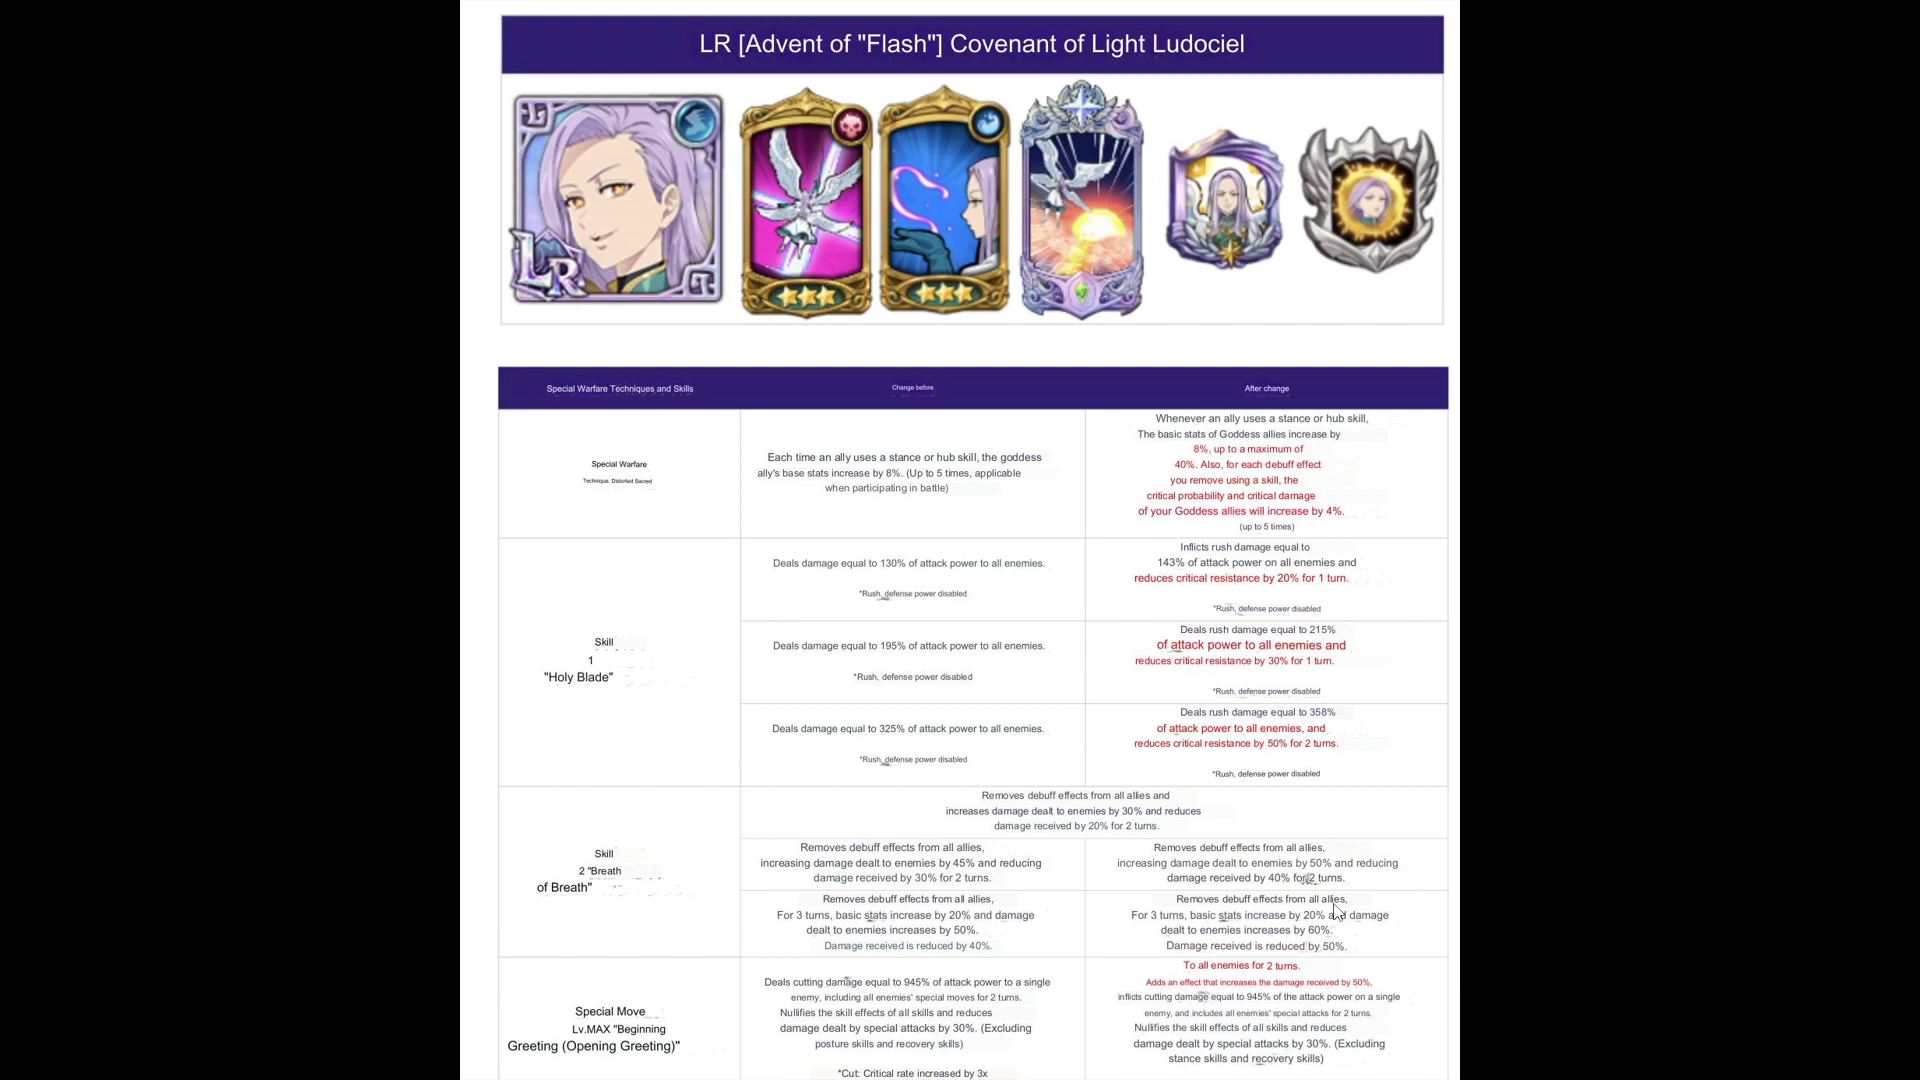 LR [Advent of "Flash"] Covenant of Light Ludociel
LR
Special Warfare Techniques and Skills
Change before
After change
Special Warfare
Technique: Distorted Sacred
Each time an ally uses a stance or hub skill, the goddess
ally's base stats increase by 8%. (Up to 5 times, applicable
when participating in battle)
Whenever an ally uses a stance or hub skill,
The basic stats of Goddess allies increase by
8%, up to a maximum of
40%. Also, for each debuff effect
you remove using a skill, the
critical probability and critical damage
of your Goddess allies will increase by 4%.
(up to 5 times)
Skill
1
"Holy Blade"
Deals damage equal to 130% of attack power to all enemies.
*Rush, defense power disabled
Inflicts rush damage equal to
143% of attack power on all enemies and
reduces critical resistance by 20% for 1 turn.
*Rush, defense power disabled
Deals damage equal to 195% of attack power to all enemies.
*Rush, defense power disabled
Deals rush damage equal to 215%
of attack power to all enemies and
reduces critical resistance by 30% for 1 turn.
*Rush, defense power disabled
Deals damage equal to 325% of attack power to all enemies.
*Rush, defense power disabled
Deals rush damage equal to 358%
of attack power to all enemies, and
reduces critical resistance by 50% for 2 turns.
*Rush, defense power disabled
Skill
2 "Breath
of Breath"
Removes debuff effects from all allies and
increases damage dealt to enemies by 30% and reduces
damage received by 20% for 2 turns.
Removes debuff effects from all allies,
increasing damage dealt to enemies by 45% and reducing
damage received by 30% for 2 turns.
Removes debuff effects from all allies,
increasing damage dealt to enemies by 50% and reducing
damage received by 40% for 2 turns.
Removes debuff effects from all allies,
For 3 turns, basic stats increase by 20% and damage
dealt to enemies increases by 50%.
Damage received is reduced by 40%.
Removes debuff effects from all allies,
For 3 turns, basic stats increase by 20% and damage
dealt to enemies increases by 60%.
Damage received is reduced by 50%.
Special Move
Lv.MAX "Beginning
Greeting (Opening Greeting)"
Deals cutting damage equal to 945% of attack power to a single
enemy, including all enemies' special moves for 2 turns.
Nullifies the skill effects of all skills and reduces
damage dealt by special attacks by 30%. (Excluding
posture skills and recovery skills)
*Cut: Critical rate increased by 3x
To all enemies for 2 turns.
Adds an effect that increases the damage received by 50%,
inflicts cutting damage equal to 945% of the attack power on a single
enemy, and includes all enemies' special attacks for 2 turns.
Nullifies the skill effects of all skills and reduces
damage dealt by special attacks by 30%. (Excluding
stance skills and recovery skills)